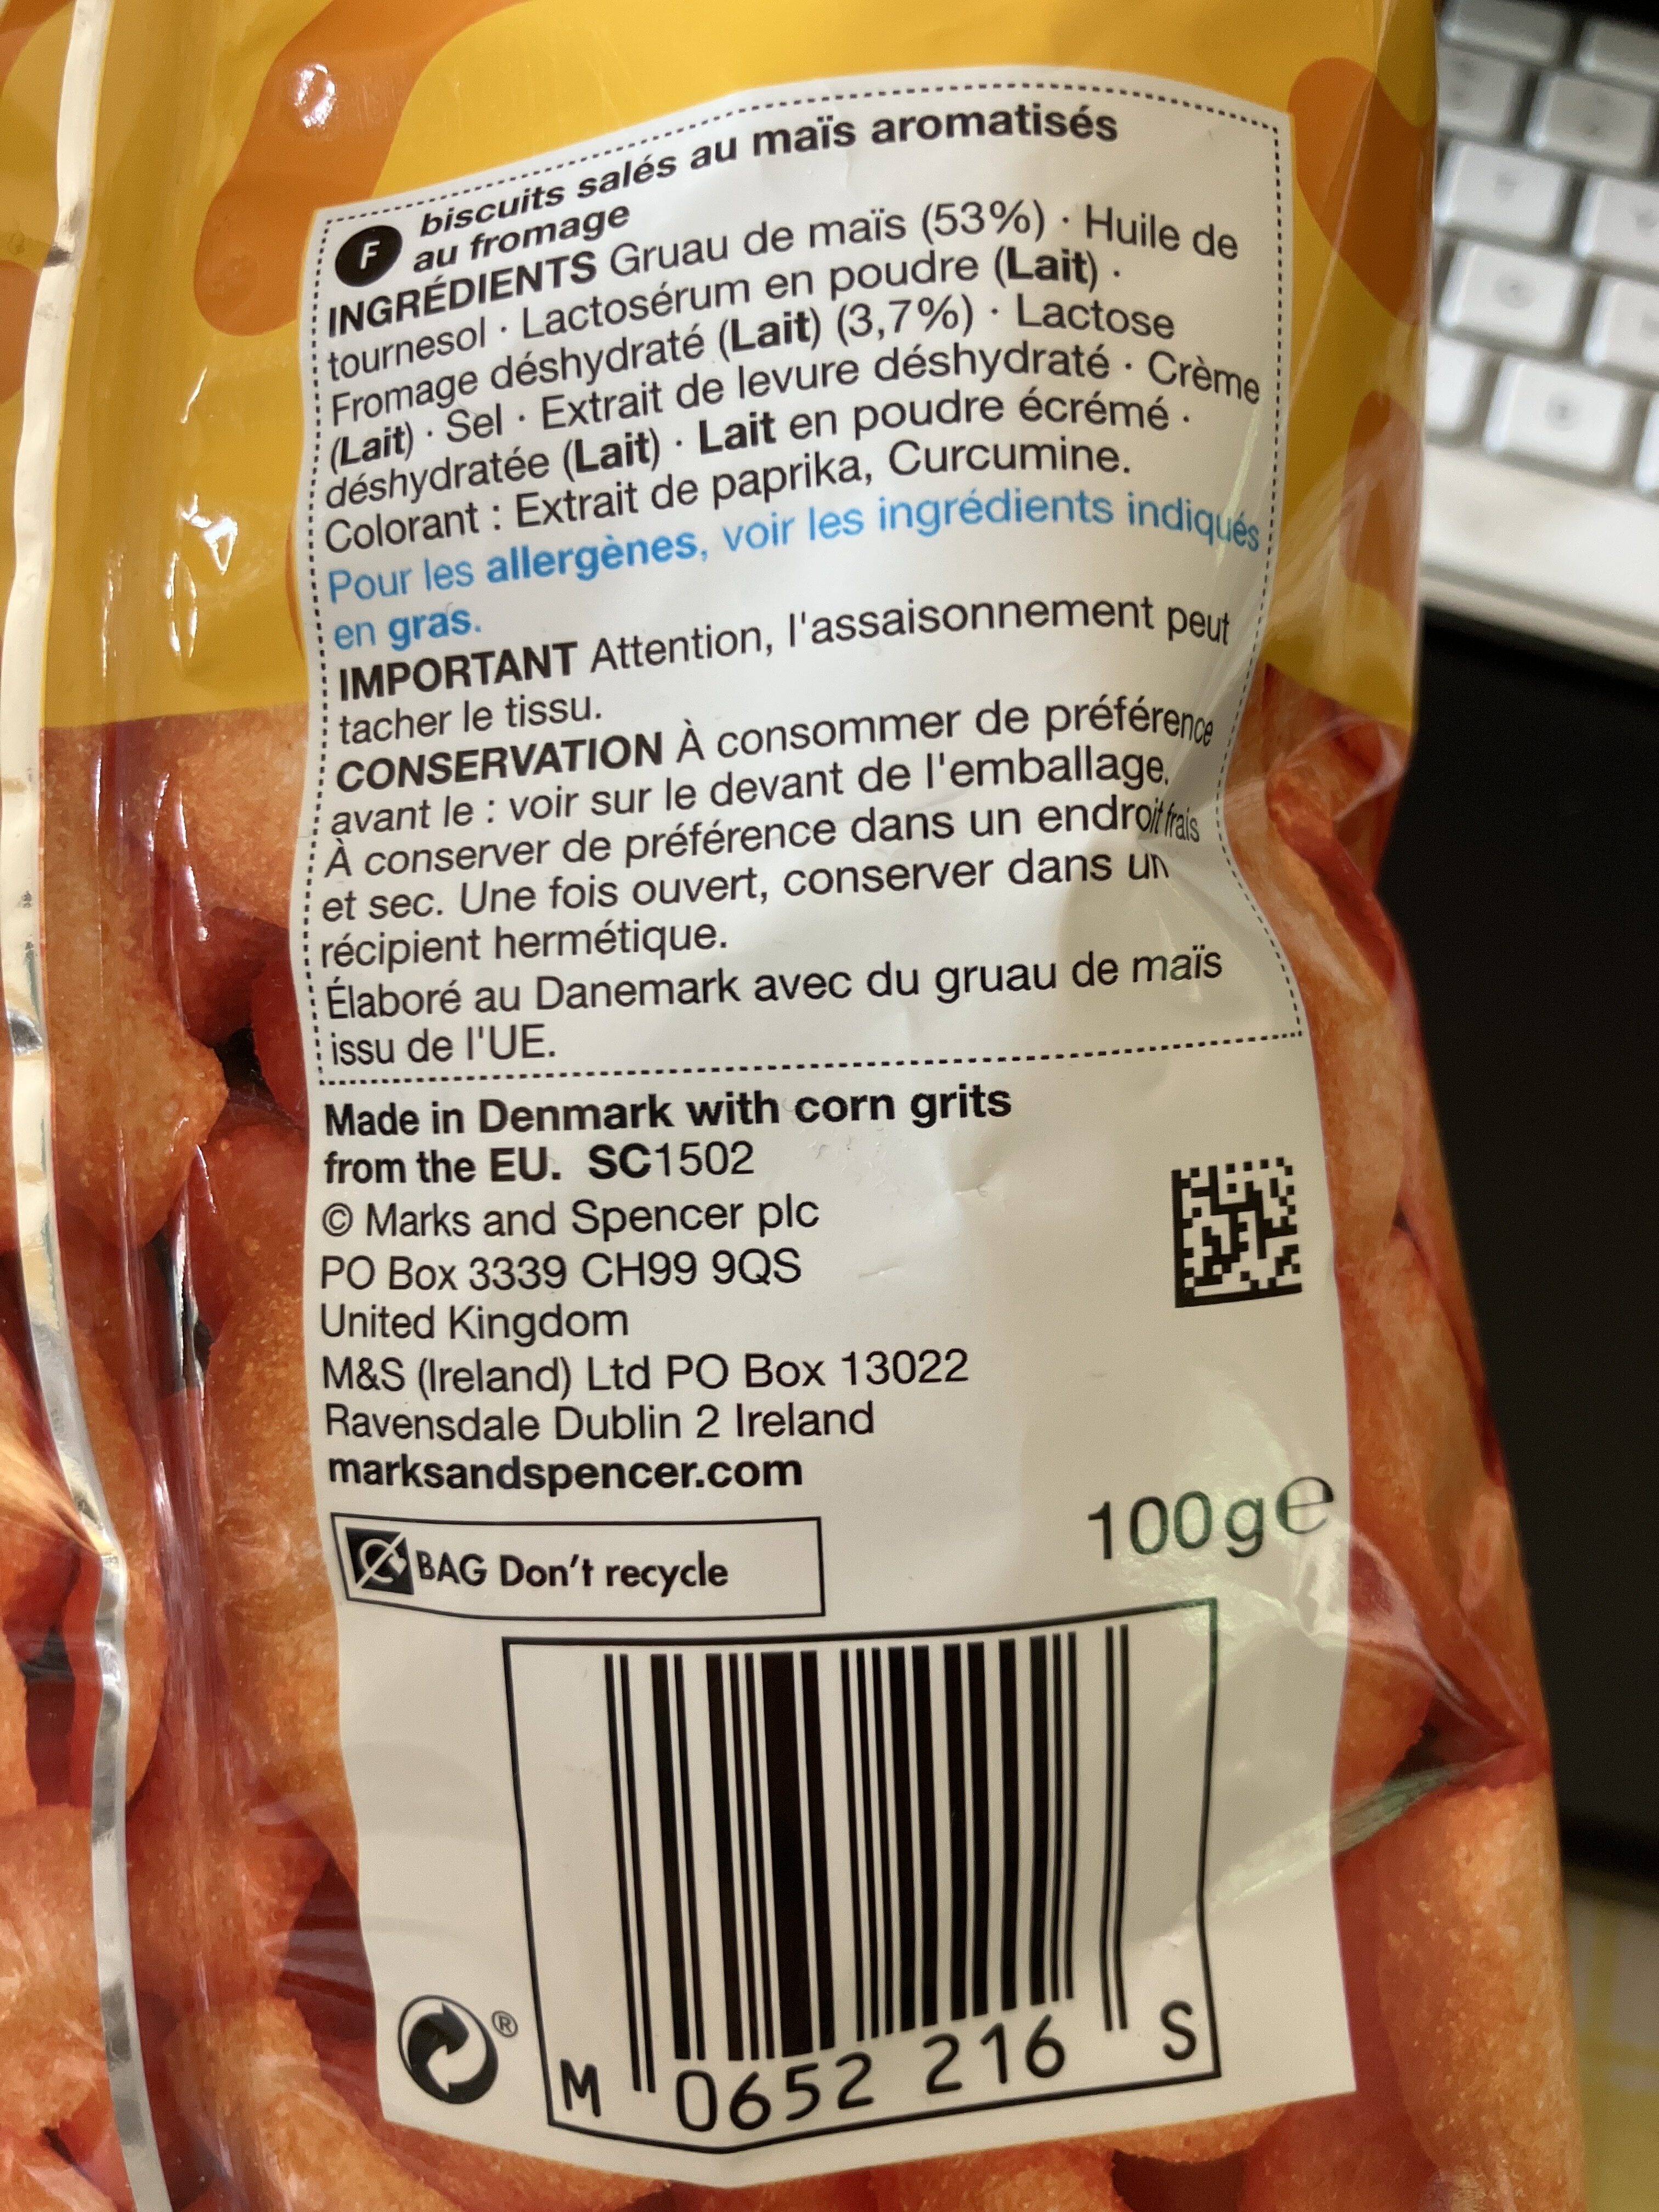 F biscuits salés au maïs aromatisés
au fromage
INGRÉDIENTS Gruau de maïs (53%) · Huile de
tournesol · Lactosérum en poudre (Lait) ·
Fromage déshydraté (Lait) (3,7%) · Lactose
(Lait) · Sel · Extrait de levure déshydraté · Crème
déshydratée (Lait) · Lait en poudre écrémé ·
Colorant : Extrait de paprika, Curcumine.
Pour les allergènes, voir les ingrédients indiqués
en gras.
IMPORTANT Attention, l'assaisonnement peut
tacher le tissu.
CONSERVATION À consommer de préférence
avant le : voir sur le devant de l'emballage.
À conserver de préférence dans un endroit frais
et sec. Une fois ouvert, conserver dans un
récipient hermétique.
Élaboré au Danemark avec du gruau de maïs
issu de l'UE.
Made in Denmark with corn grits
from the EU. SC1502
© Marks and Spencer plc
PO Box 3339 CH99 9QS
United Kingdom
M&S (Ireland) Ltd PO Box 13022
Ravensdale Dublin 2 Ireland
marksandspencer.com
100g℮
BAG Don't recycle
®
M 0652 216 S